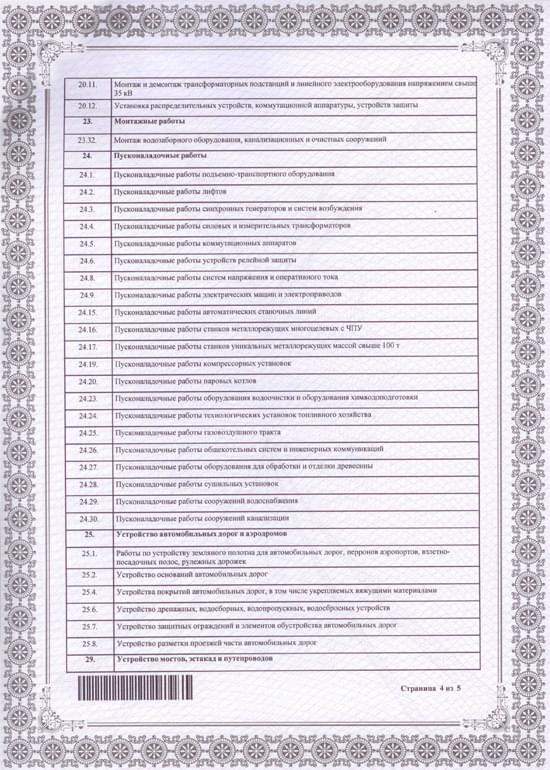 20.11. Монтаж и демонтаж трансформаторных подстанций и линейного электрооборудования напряжением свыше
35 кВ
20.12. Установка распределительных устройств, коммутационной аппаратуры, устройств защиты
23. Монтажные работы
23.32. Монтаж водозаборного оборудования, канализационных и очистных сооружений
24. Пусконаладочные работы
24.1. Пусконаладочные работы подъемно-транспортного оборудования
24.2. Пусконаладочные работы лифтов
24.3. Пусконаладочные работы синхронных генераторов и систем возбуждения
24.4. Пусконаладочные работы силовых и измерительных трансформаторов
24.5. Пусконаладочные работы коммутационных аппаратов
24.6. Пусконаладочные работы устройств релейной защиты
24.8. Пусконаладочные работы систем напряжения и оперативного тока
24.9 Пусконаладочные работы электрических машин и электроприводов
24.15. Пусконаладочные работы автоматических станочных линий
24.16. Пусконаладочные работы станков металлорежущих многоцелевых с ЧПУ
24.17. Пусконаладочные работы станков уникальных металлорежущих массой свыше 100 т
24.19. Пусконаладочные работы компрессорных установок
24.20. Пусконаладочные работы паровых котлов
24.23. Пусконаладочные работы оборудования водоочистки и оборудования химводоподготовки
24.24. Пусконаладочные работы технологических установок топливного хозяйства
24.25. Пусконаладочные работы газовоздушного тракта
24.26. Пусконаладочные работы общекотельных систем и инженерных коммуникаций
24.27. Пусконаладочные работы оборудования для обработки и отделки древесины
24.28. Пусконаладочные работы сушильных установок
24.29. Пусконаладочные работы сооружений водоснабжения
24.30. Пусконаладочные работы сооружений канализации
25. Устройство автомобильных дорог и аэродромов
25.1. Работы по устройству земляного полотна для автомобильных дорог, перронов аэропортов, взлетно-
посадочных полос, рулежных дорожек
25.2. Устройство оснований автомобильных дорог
25.4. Устройства покрытий автомобильных дорог, в том числе укрепляемых вяжущими материалами
25.6. Устройство дренажных, водосборных, водопропускных, водосбросных устройств
25.7. Устройство защитных ограждений и элементов обустройства автомобильных дорог
25.8. Устройство разметки проезжей части автомобильных дорог
29. Устройство мостов, эстакад и путепроводов
Страница 4 из 5